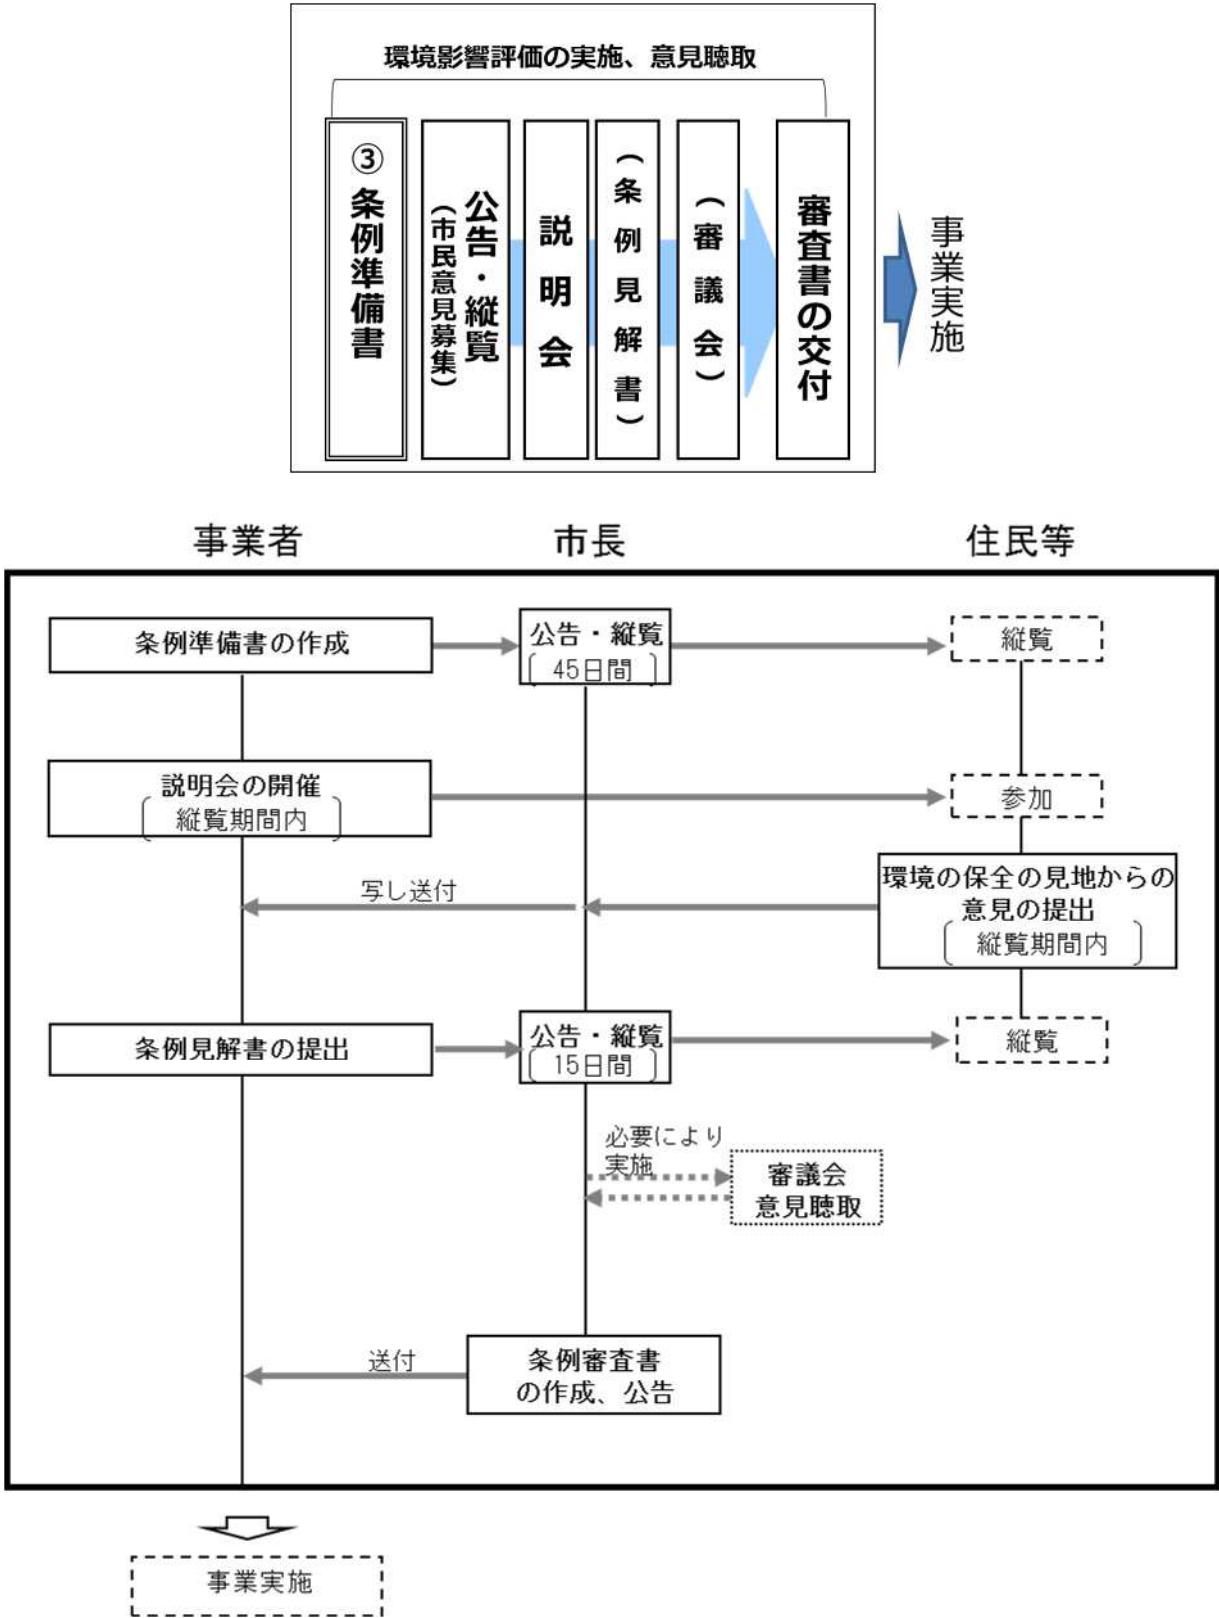 環境影響評価の実施、意見聴取
③条例準備書
公告・縦覧
(市民意見募集)
説明会
(条例見解書)
(審議会)
審査書の交付
事業実施
事業者
市長
住民等
条例準備書の作成
公告・縦覧
〔 45日間 〕
縦覧
説明会の開催
〔 縦覧期間内 〕
参加
環境の保全の見地からの
意見の提出
〔 縦覧期間内 〕
写し送付
条例見解書の提出
公告・縦覧
〔 15日間 〕
縦覧
必要により
実施
審議会
意見聴取
条例審査書
の作成、公告
送付
事業実施